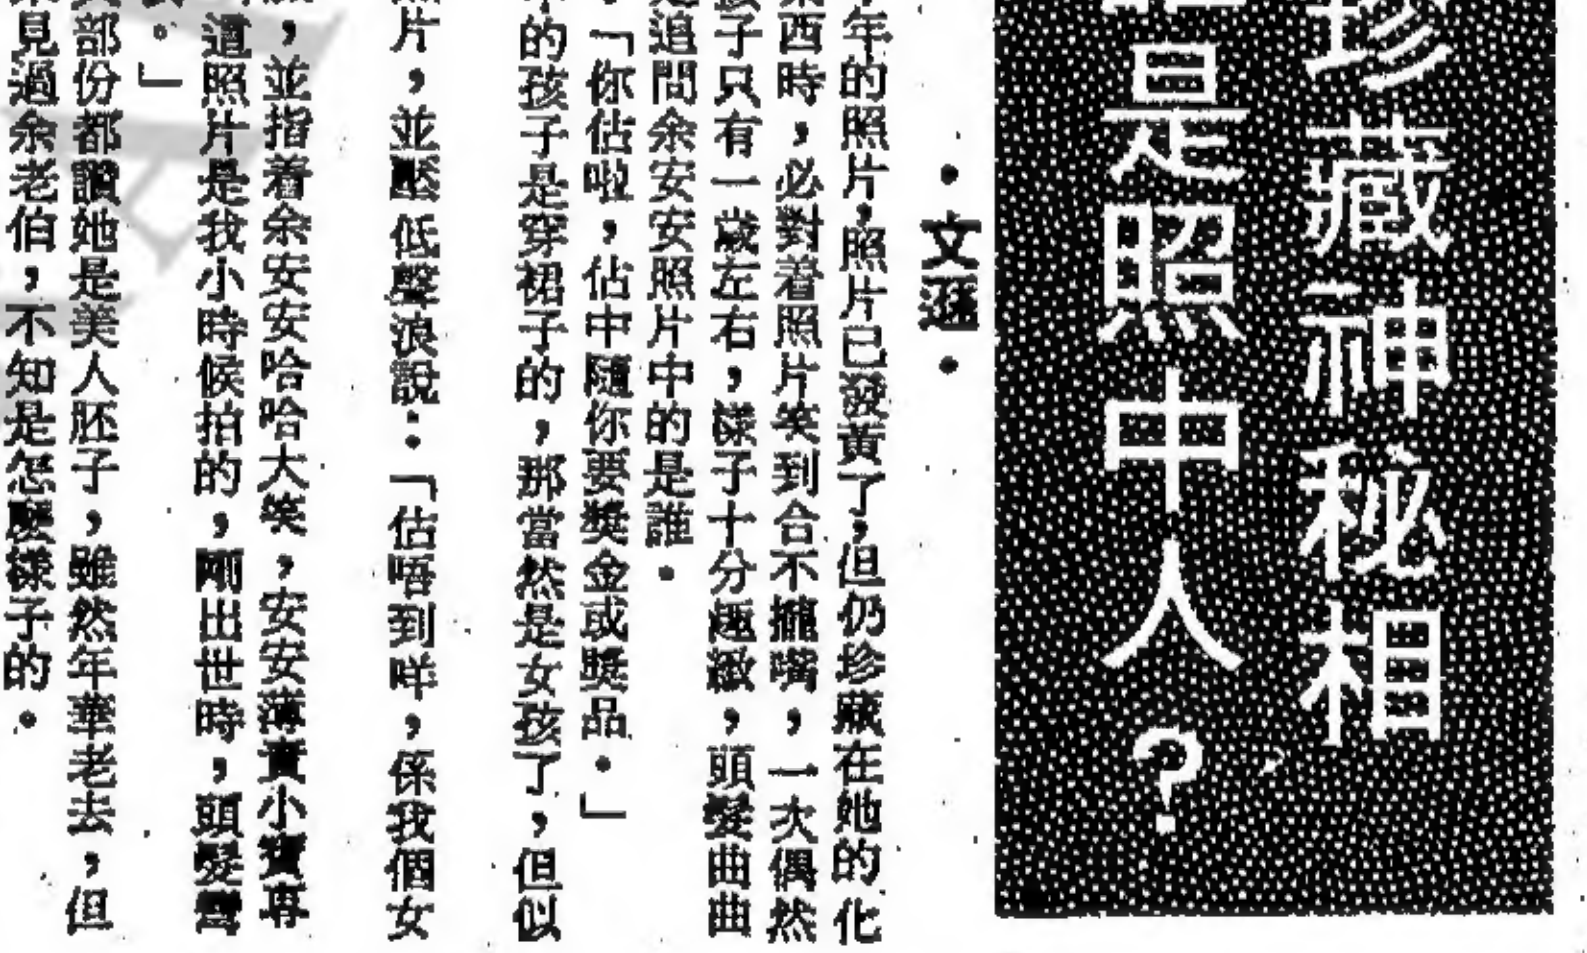 珍藏神秘相
是照中人？
・文遜・
年的照片，照片已發黃了，但仍珍藏在她的化
西時，必對着照片笑到合不攏嘴，一次偶然
孩子只有一歲左右，樣子十分趣緻，頭髮曲曲
追問余安安照片中的是誰。
「你估啦，估中隨你要獎金或獎品。」
的孩子是穿裙子的，那當然是女孩了，但似
照片，並壓低聲浪說：「估唔到咩，係我個女
，並指着余安安哈哈大笑，安安薄責小寶專
這照片是我小時候拍的，剛出世時，頭髮
。」
部份都讚她是美人胚子，雖然年華老去，但
見過余老伯，不知是怎麼樣子的。